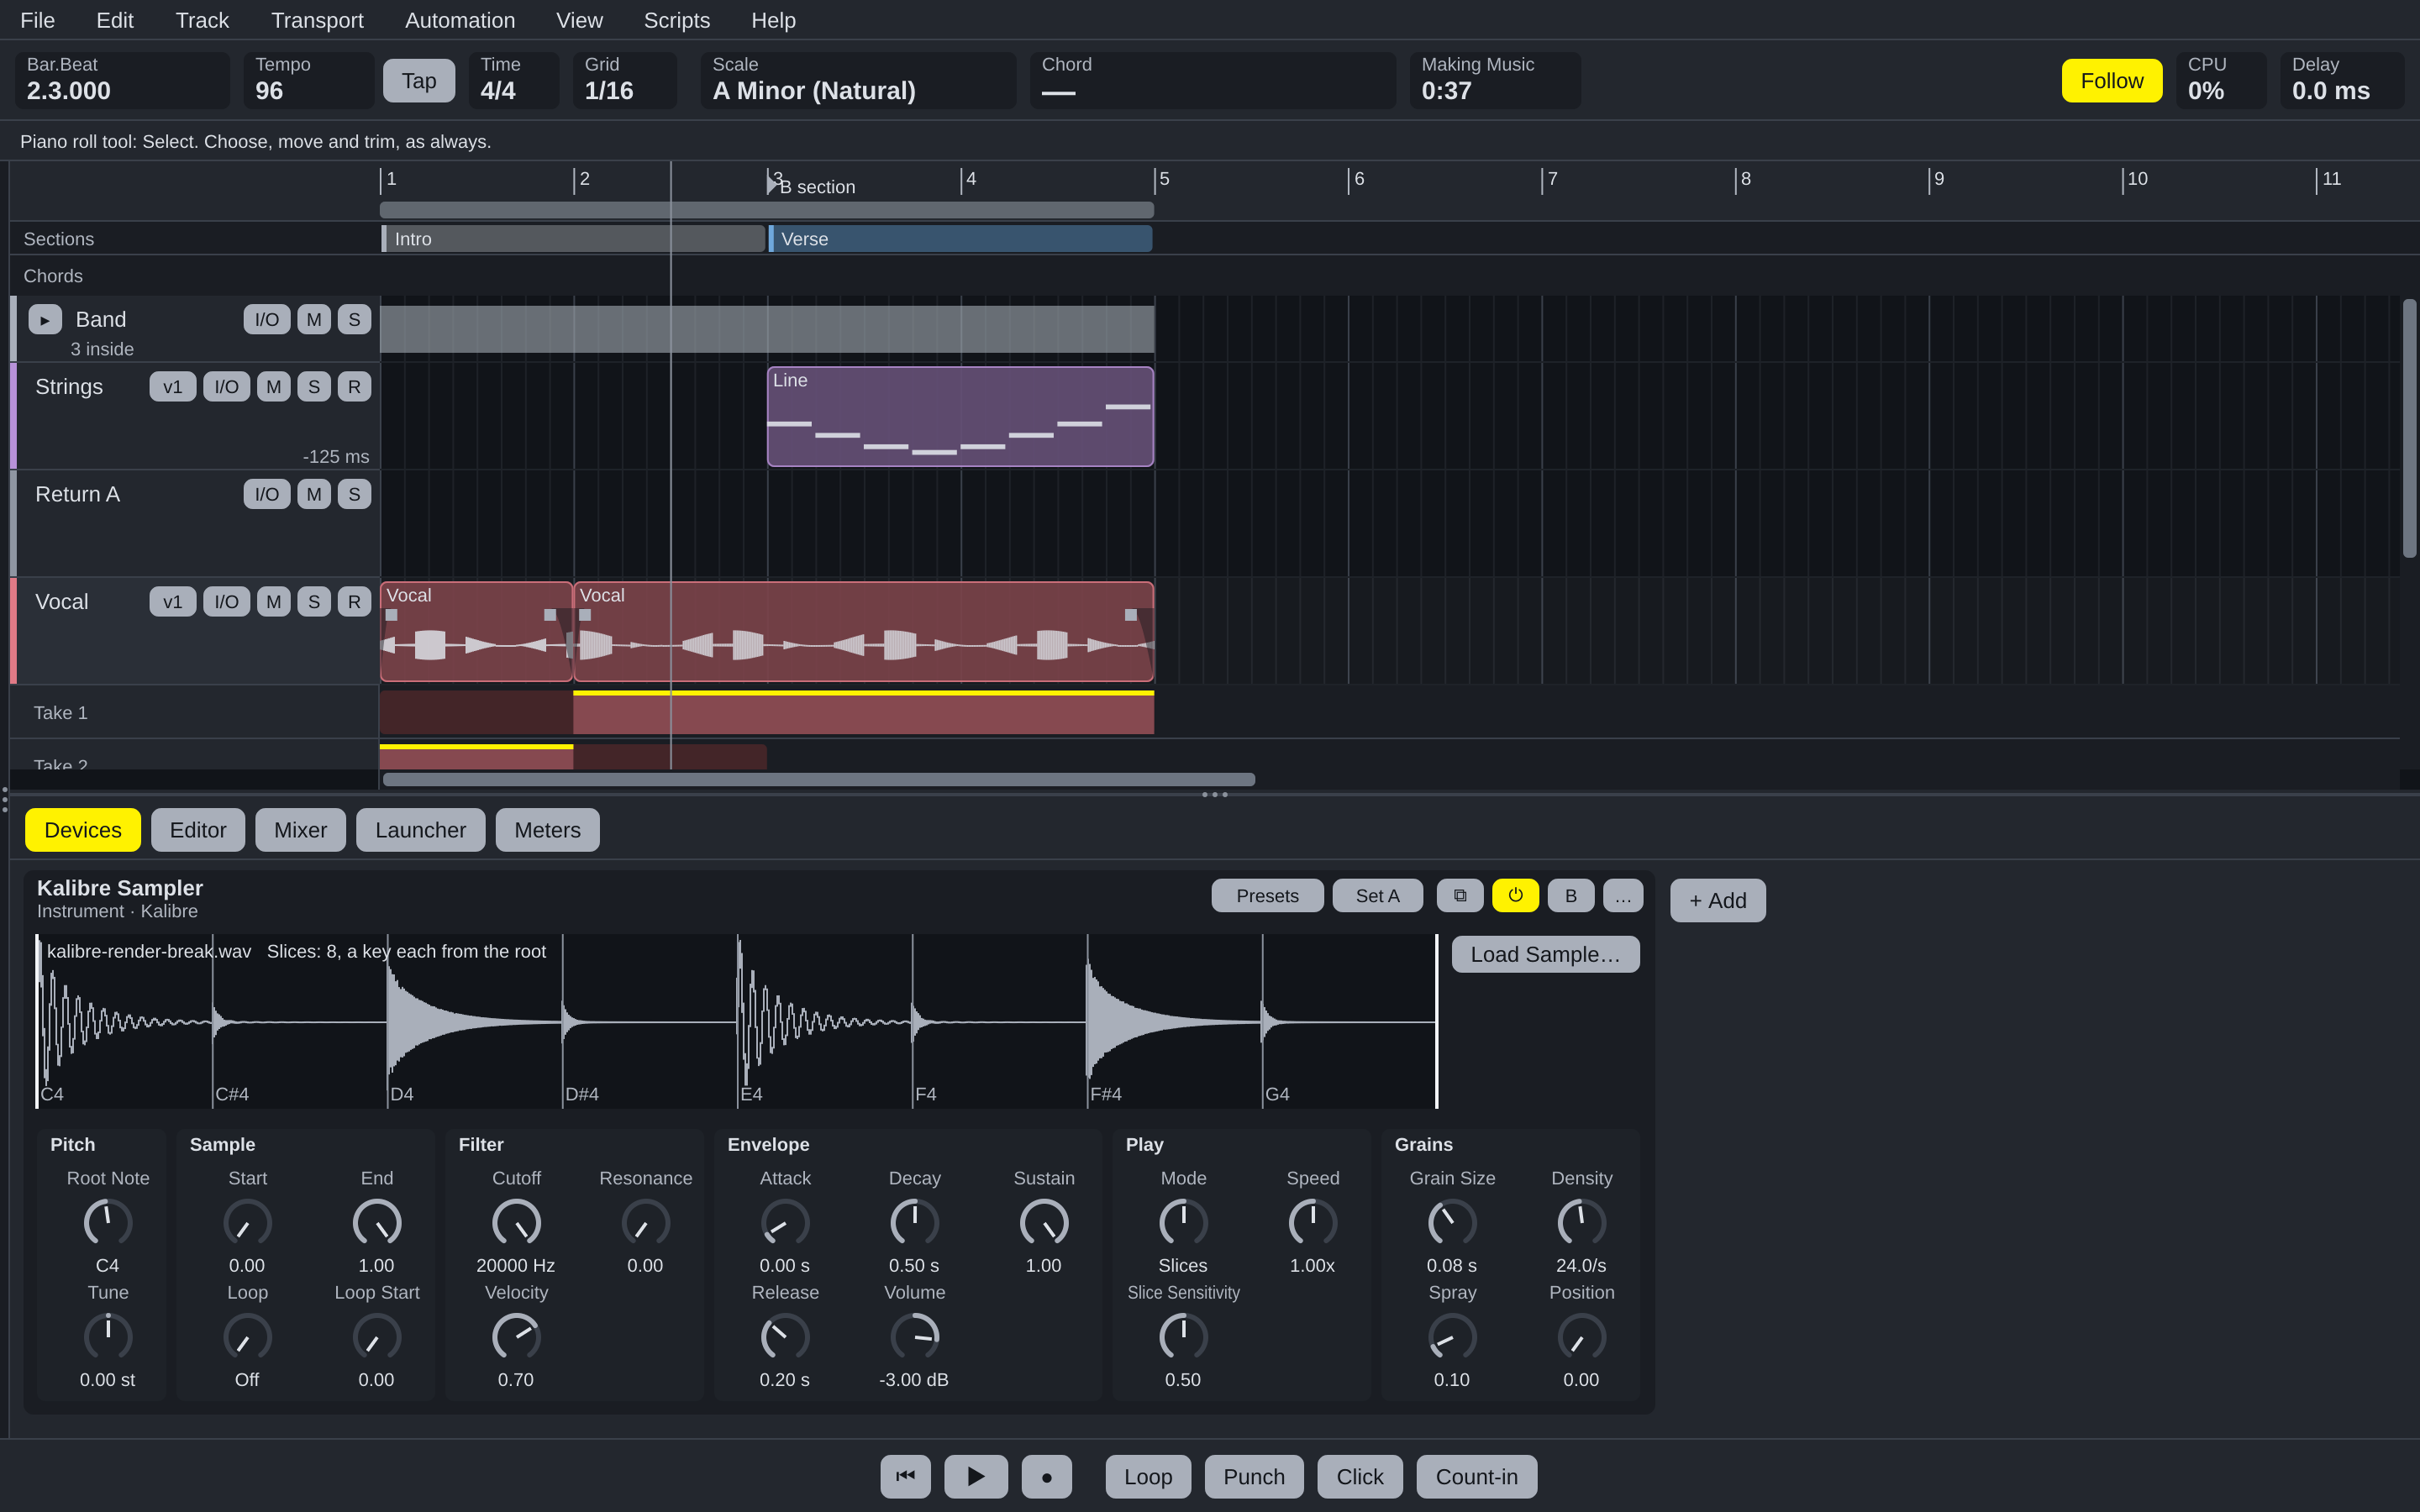 File Edit Track Transport Automation View Scripts Help
Bar.Beat Tempo Time Grid Scale Chord Making Music CPU Delay
2.3.000 96 Tap 4/4 1/16 A Minor (Natural) — 0:37 Follow 0% 0.0 ms
Piano roll tool: Select. Choose, move and trim, as always.
1 2 3 4 5 6 7 8 9 10 11
B section
Sections Intro Verse
Chords
▸ Band I/O M S
3 inside
Strings v1 I/O M S R Line
-125 ms
Return A I/O M S
Vocal v1 I/O M S R Vocal Vocal
Take 1
Take 2
Devices Editor Mixer Launcher Meters
Kalibre Sampler Presets Set A B … + Add
Instrument · Kalibre
kalibre-render-break.wav Slices: 8, a key each from the root Load Sample…
C4 C#4 D4 D#4 E4 F4 F#4 G4
Pitch Sample Filter Envelope Play Grains
Root Note Start End Cutoff Resonance Attack Decay Sustain Mode Speed Grain Size Density
C4 0.00 1.00 20000 Hz 0.00 0.00 s 0.50 s 1.00 Slices 1.00x 0.08 s 24.0/s
Tune Loop Loop Start Velocity Release Volume Slice Sensitivity Spray Position
0.00 st Off 0.00 0.70 0.20 s -3.00 dB 0.50 0.10 0.00
Loop Punch Click Count-in